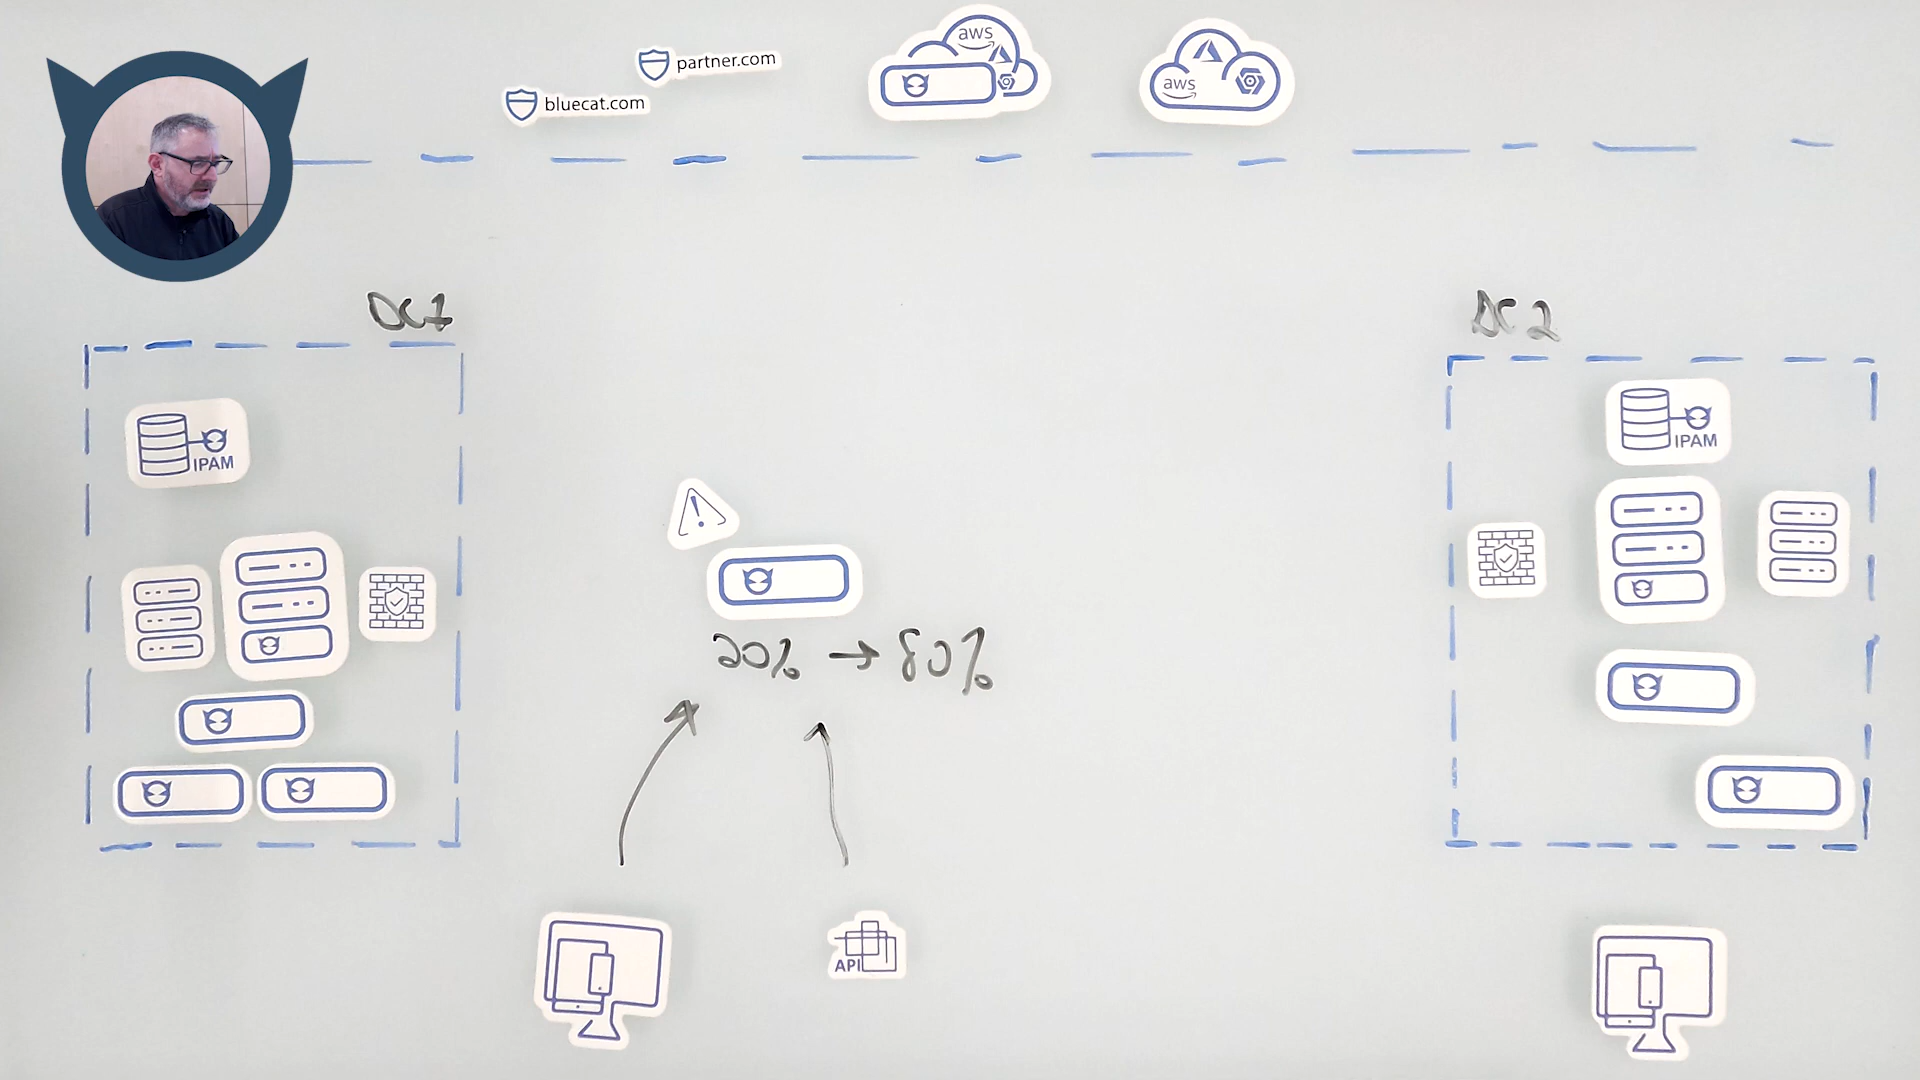 aws
partner.com
aws
bluecat.com
DC1
DC2
IPAM
IPAM
20% → 80%
API